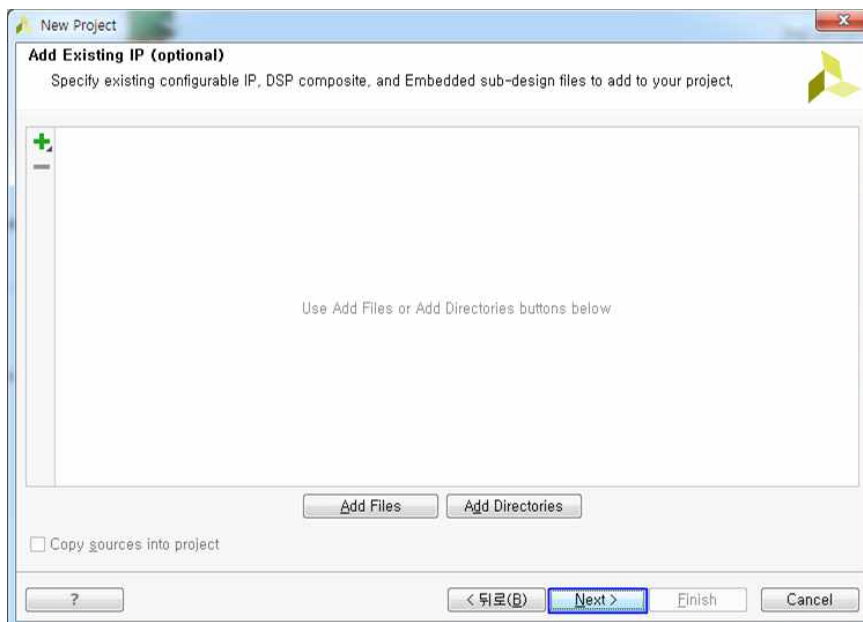 New Project
Add Existing IP (optional)
Specify existing configurable IP, DSP composite, and Embedded sub-design files to add to your project,
Use Add Files or Add Directories buttons below
Add Files Add Directories
Copy sources into project
? < 뒤로(B) Next > Finish Cancel